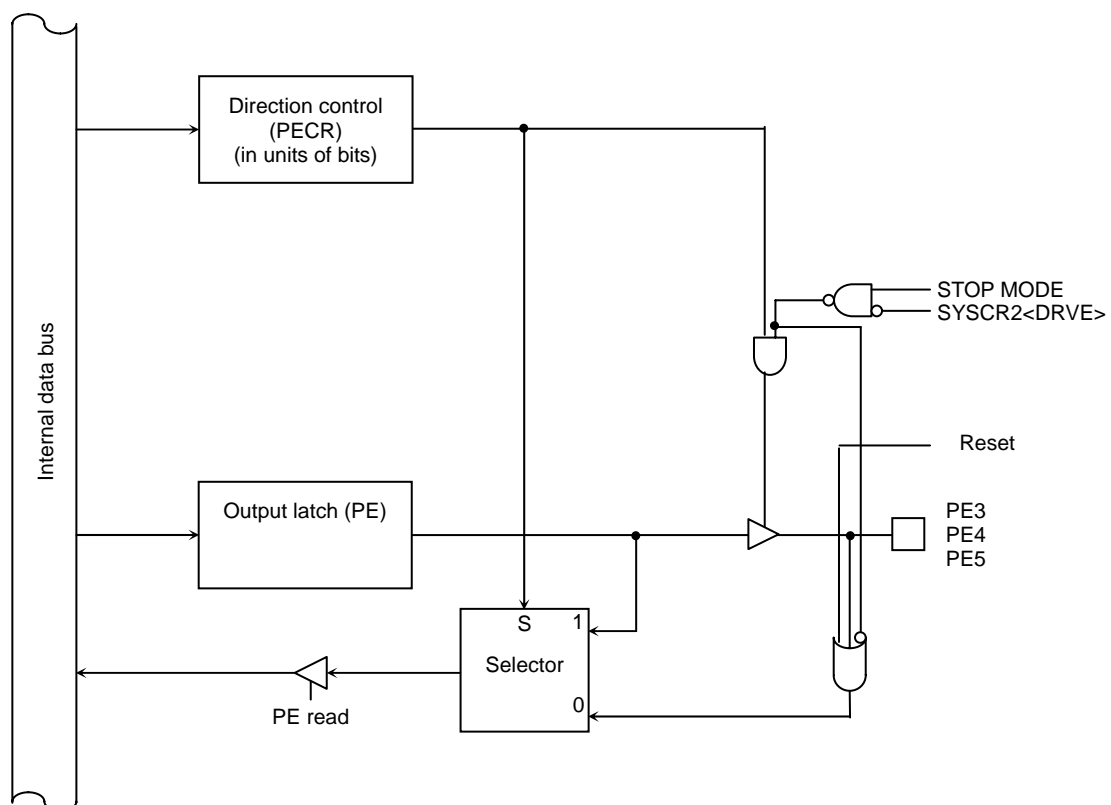 Direction control
(PECR)
(in units of bits)
STOP MODE
SYSCR2<DRVE>
Internal data bus
Reset
Output latch (PE)
PE3
PE4
PE5
S
1
Selector
0
PE read